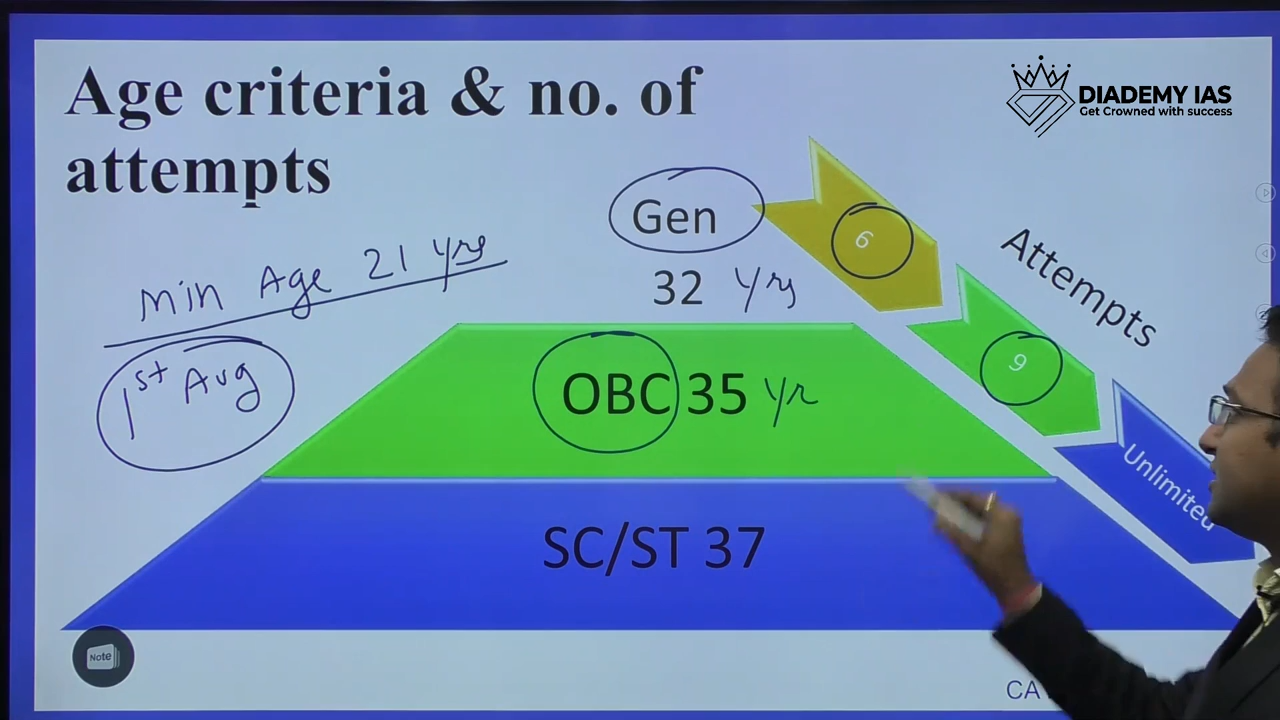 Age criteria & no. of
attempts
DIADEMY IAS
Get Crowned with success
Min Age 21 yrs
1st Aug
Gen
32 yrs
6
Attempts
OBC 35 yr
9
SC/ST 37
Unlimited
Note
CA